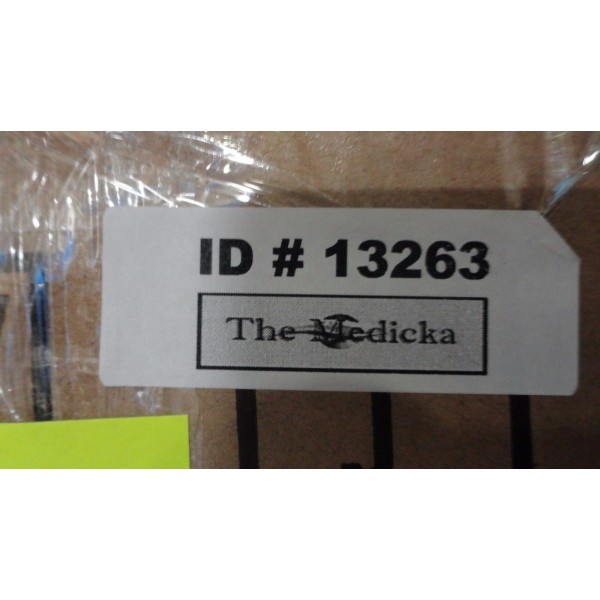 ID # 13263
The Medicka